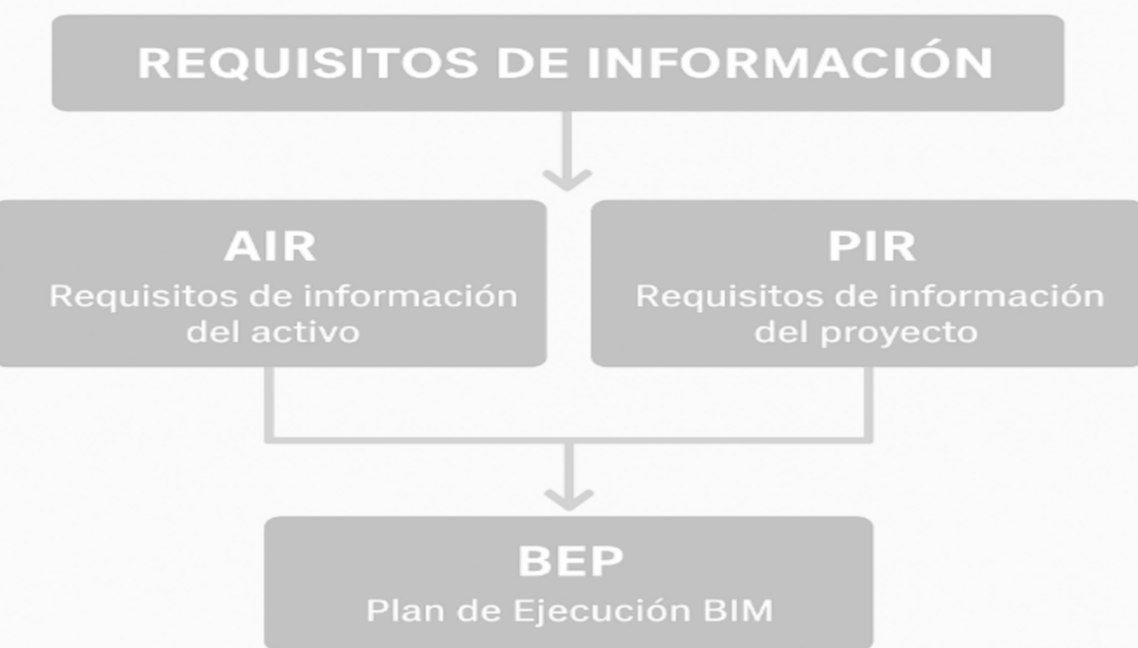 REQUISITOS DE INFORMACIÓN
AIR
Requisitos de información
del activo
PIR
Requisitos de información
del proyecto
BEP
Plan de Ejecución BIM